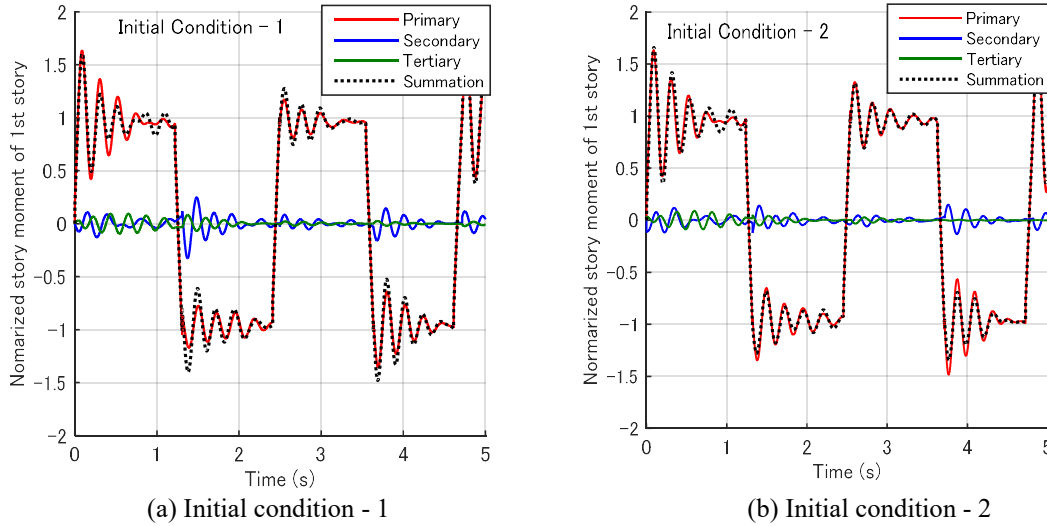 Initial Condition - 1
Primary
Secondary
Tertiary
Summation
Nomarized story moment of 1st story
2
1.5
1
0.5
0
-0.5
-1
-1.5
-2
0
1
2
3
4
5
Time (s)
(a) Initial condition - 1
Initial Condition - 2
Primary
Secondary
Tertiary
Summation
Normarized story moment of 1st story
2
1.5
1
0.5
0
-0.5
-1
-1.5
-2
0
1
2
3
4
5
Time (s)
(b) Initial condition - 2